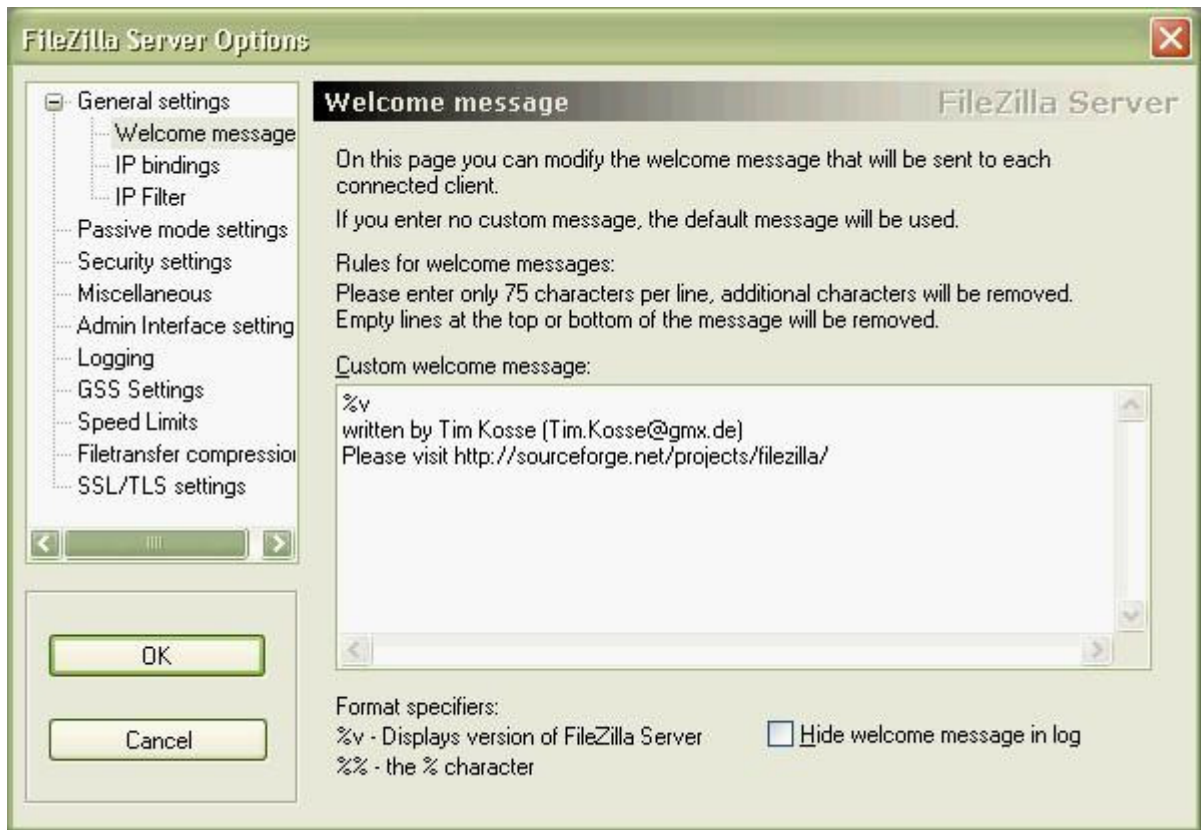 FileZilla Server Options
General settings
Welcome message
IP bindings
IP Filter
Passive mode settings
Security settings
Miscellaneous
Admin Interface setting
Logging
GSS Settings
Speed Limits
Filetransfer compression
SSL/TLS settings
OK
Cancel
Welcome message
FileZilla Server
On this page you can modify the welcome message that will be sent to each
connected client.
If you enter no custom message, the default message will be used.
Rules for welcome messages:
Please enter only 75 characters per line, additional characters will be removed.
Empty lines at the top or bottom of the message will be removed.
Custom welcome message:
%v
written by Tim Kosse (Tim.Kosse@gmx.de)
Please visit http://sourceforge.net/projects/filezilla/
Format specifiers:
%v - Displays version of FileZilla Server
%% - the % character
Hide welcome message in log